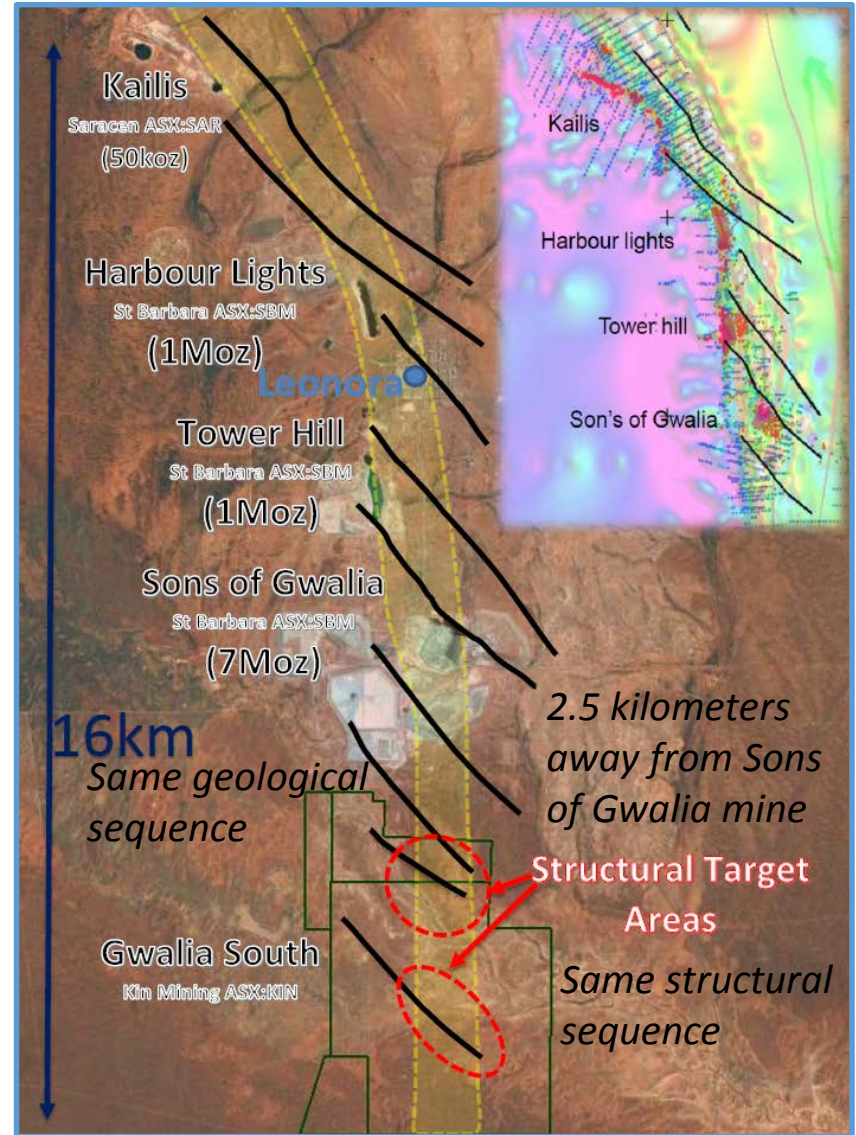 Kailis
Saracen ASX:SAR
(50koz)
Harbour Lights
St Barbara ASX:SBM
(1Moz)
Leonora
Tower Hill
St Barbara ASX:SBM
(1Moz)
Sons of Gwalia
St Barbara ASX:SBM
(7Moz)
16km
Same geological
sequence
2.5 kilometers
away from Sons
of Gwalia mine
Structural Target
Areas
Gwalia South
Kin Mining ASX:KIN
Same structural
sequence
Kailis
Harbour lights
Tower hill
Son's of Gwalia